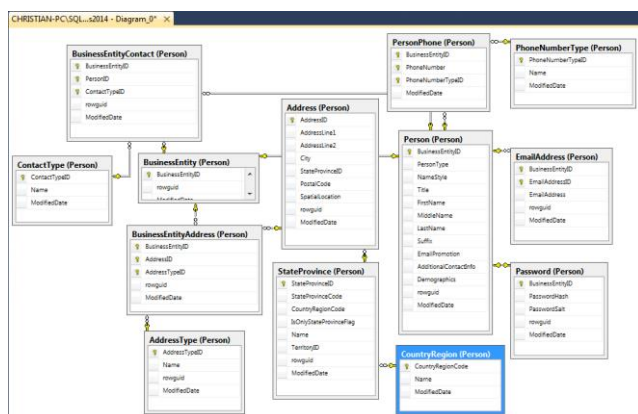 CHRISTIAN-PC\SQL...s2014 - Diagram_0*
BusinessEntityContact (Person)
BusinessEntityID
PersonID
ContactTypeID
rowguid
ModifiedDate
PersonPhone (Person)
BusinessEntityID
PhoneNumber
PhoneNumberTypeID
ModifiedDate
PhoneNumberType (Person)
PhoneNumberTypeID
Name
ModifiedDate
Address (Person)
AddressID
AddressLine1
AddressLine2
City
StateProvinceID
PostalCode
SpatialLocation
rowguid
ModifiedDate
Person (Person)
BusinessEntityID
PersonType
NameStyle
Title
FirstName
MiddleName
LastName
Suffix
EmailPromotion
AdditionalContactInfo
Demographics
rowguid
ModifiedDate
EmailAddress (Person)
BusinessEntityID
EmailAddressID
EmailAddress
rowguid
ModifiedDate
ContactType (Person)
ContactTypeID
Name
ModifiedDate
BusinessEntity (Person)
BusinessEntityID
rowguid
ModifiedDate
BusinessEntityAddress (Person)
BusinessEntityID
AddressID
AddressTypeID
rowguid
ModifiedDate
StateProvince (Person)
StateProvinceID
StateProvinceCode
CountryRegionCode
IsOnlyStateProvinceFlag
Name
TerritoryID
rowguid
ModifiedDate
Password (Person)
BusinessEntityID
PasswordHash
PasswordSalt
rowguid
ModifiedDate
AddressType (Person)
AddressTypeID
Name
rowguid
ModifiedDate
CountryRegion (Person)
CountryRegionCode
Name
ModifiedDate